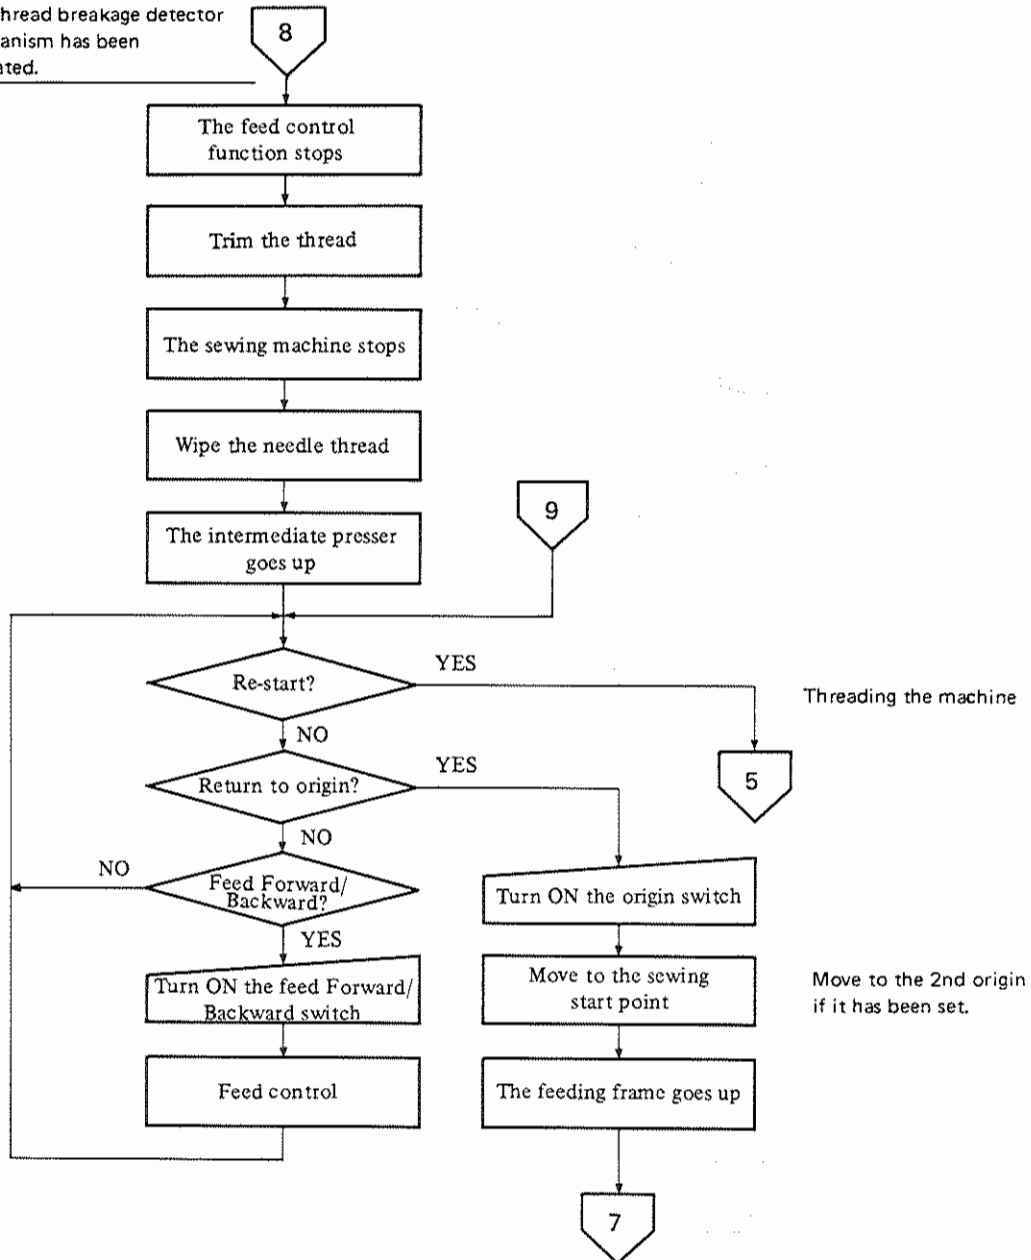 hread breakage detector
anism has been
ated.
8
The feed control
function stops
Trim the thread
The sewing machine stops
Wipe the needle thread
The intermediate presser
goes up
9
Re-start?
YES
Threading the machine
NO
5
Return to origin?
YES
NO
Feed Forward/
Backward?
NO
YES
Turn ON the origin switch
Turn ON the feed Forward/
Backward switch
Move to the sewing
start point
Move to the 2nd origin
if it has been set.
Feed control
The feeding frame goes up
7